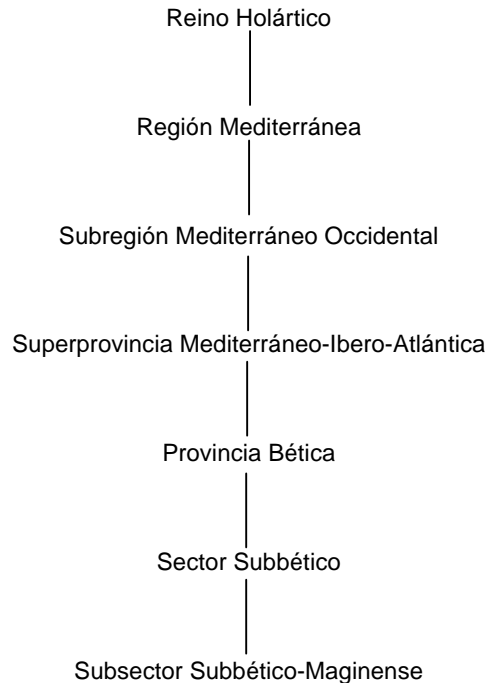 Reino Holártico
Región Mediterránea
Subregión Mediterráneo Occidental
Superprovincia Mediterráneo-Ibero-Atlántica
Provincia Bética
Sector Subbético
Subsector Subbético-Maginense